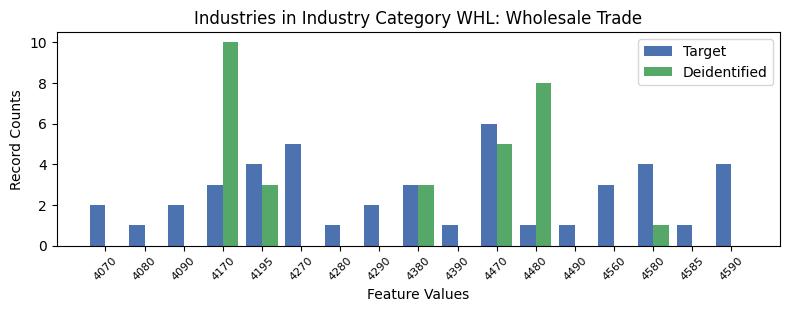 Industries in Industry Category WHL: Wholesale Trade
Target
Deidentified
Record Counts
10
8
6
4
2
0
4070 4080 4090 4170 4195 4270 4280 4290 4380 4390 4470 4480 4490 4560 4580 4585 4590
Feature Values